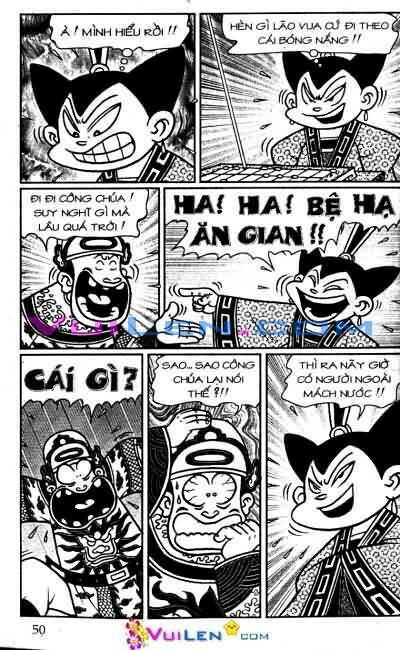 À ! MÌNH HIỂU RỒI !!
HÈN GÌ LÃO VUA CỨ ĐI THEO
CÁI BÓNG NẮNG !!
ĐI ĐI CÔNG CHÚA !
SUY NGHĨ GÌ MÀ
LÂU QUÁ TRỜI !
HA! HA! BỆ HẠ
ĂN GIAN !!
VUILEN.COM
CÁI GÌ?
SAO... SAO CÔNG
CHÚA LẠI NÓI
THẾ ?!!
THÌ RA NÃY GIỜ
CÓ NGƯỜI NGOÀI
MÁCH NƯỚC !!
50
VUILEN.COM